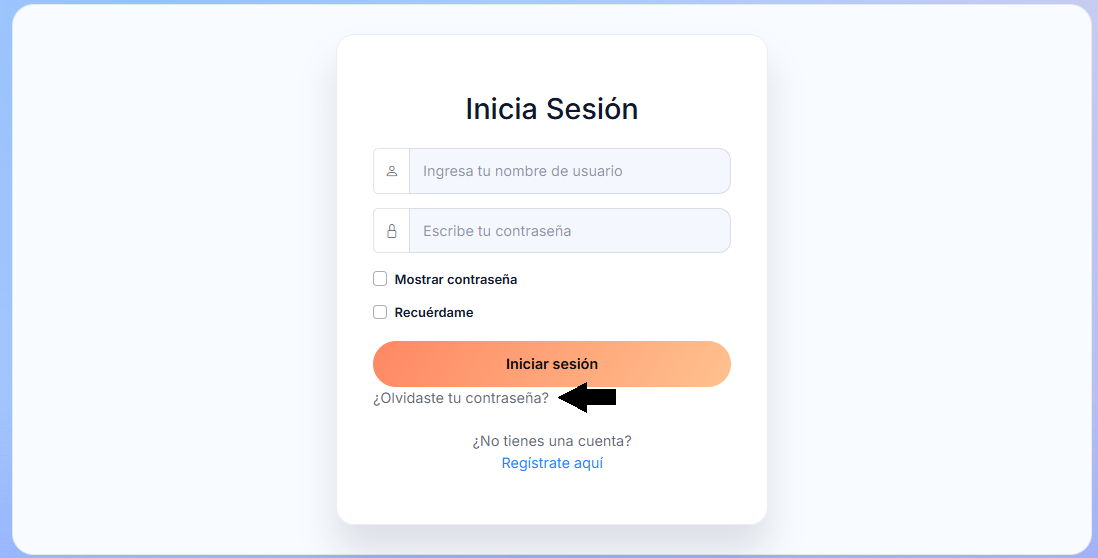 Inicia Sesión
Ingresa tu nombre de usuario
Escribe tu contraseña
Mostrar contraseña
Recuérdame
Iniciar sesión
¿Olvidaste tu contraseña?
¿No tienes una cuenta?
Regístrate aquí